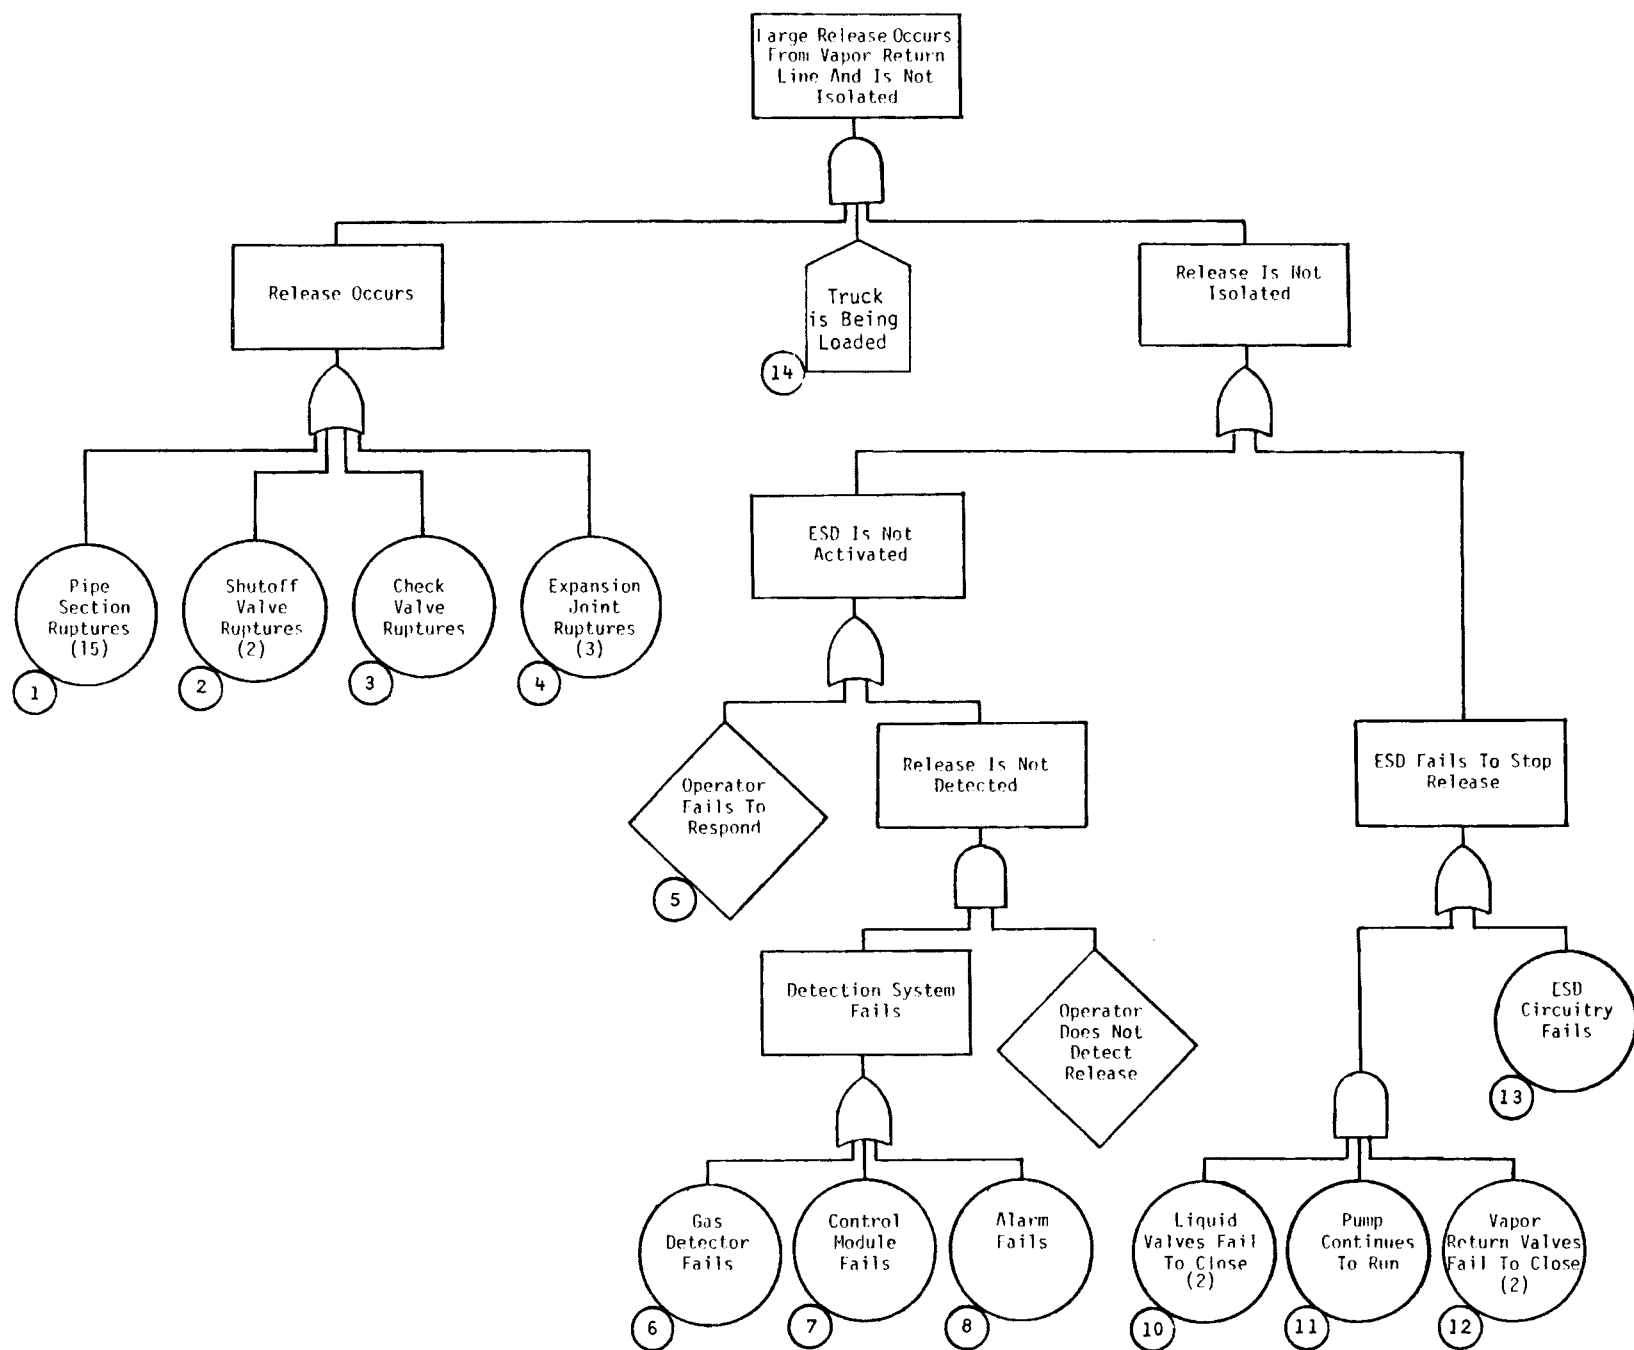 Large Release Occurs
From Vapor Return
Line And Is Not
Isolated
Release Occurs
Truck
is Being
Loaded
14
Release Is Not
Isolated
ESD Is Not
Activated
Pipe
Section
Ruptures
(15)
1
Shutoff
Valve
Ruptures
(2)
2
Check
Valve
Ruptures
3
Expansion
Joint
Ruptures
(3)
4
Operator
Fails To
Respond
5
Release Is Not
Detected
ESD Fails To Stop
Release
Detection System
Fails
Operator
Does Not
Detect
Release
ESD
Circuitry
Fails
13
Gas
Detector
Fails
6
Control
Module
Fails
7
Alarm
Fails
8
Liquid
Valves Fail
To Close
(2)
10
Pump
Continues
To Run
11
Vapor
Return Valves
Fail To Close
(2)
12